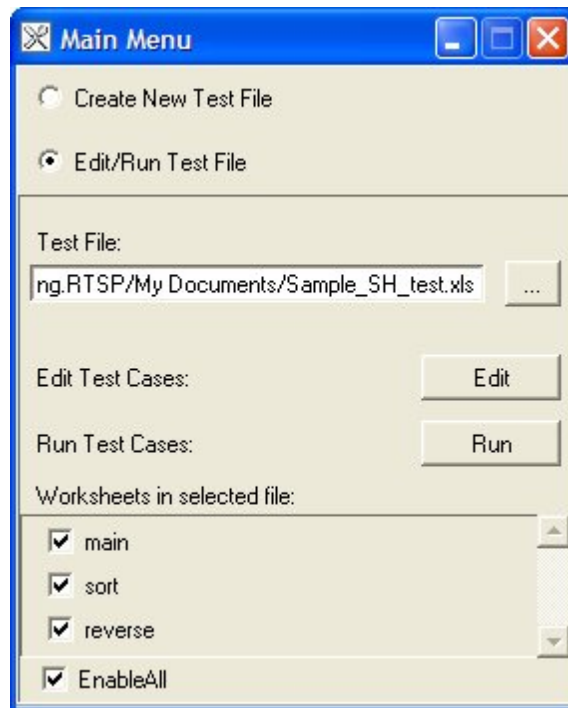 Main Menu
Create New Test File
Edit/Run Test File
Test File:
ng.RTSP/My Documents/Sample_SH_test.xls ...
Edit Test Cases: Edit
Run Test Cases: Run
Worksheets in selected file:
main
sort
reverse
EnableAll